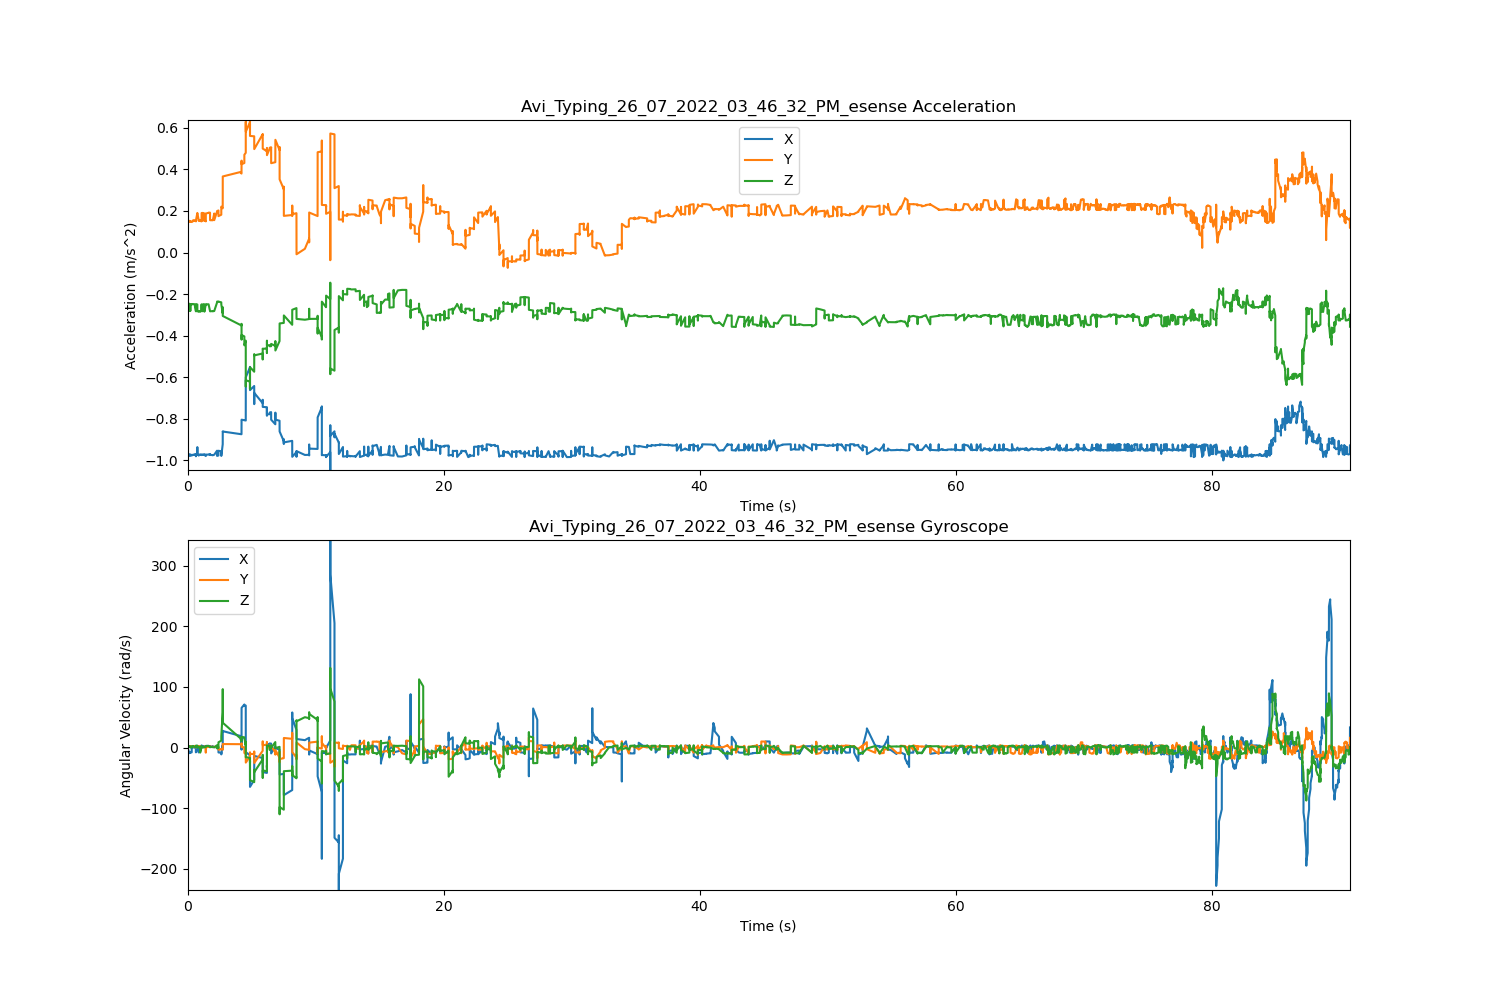 Avi_Typing_26_07_2022_03_46_32_PM_esense Acceleration
X
Y
Z
0.6
0.4
0.2
0.0
−0.2
−0.4
−0.6
−0.8
−1.0
Acceleration (m/s^2)
0 20 40 60 80
Time (s)
Avi_Typing_26_07_2022_03_46_32_PM_esense Gyroscope
X
Y
Z
300
200
100
0
−100
−200
Angular Velocity (rad/s)
0 20 40 60 80
Time (s)